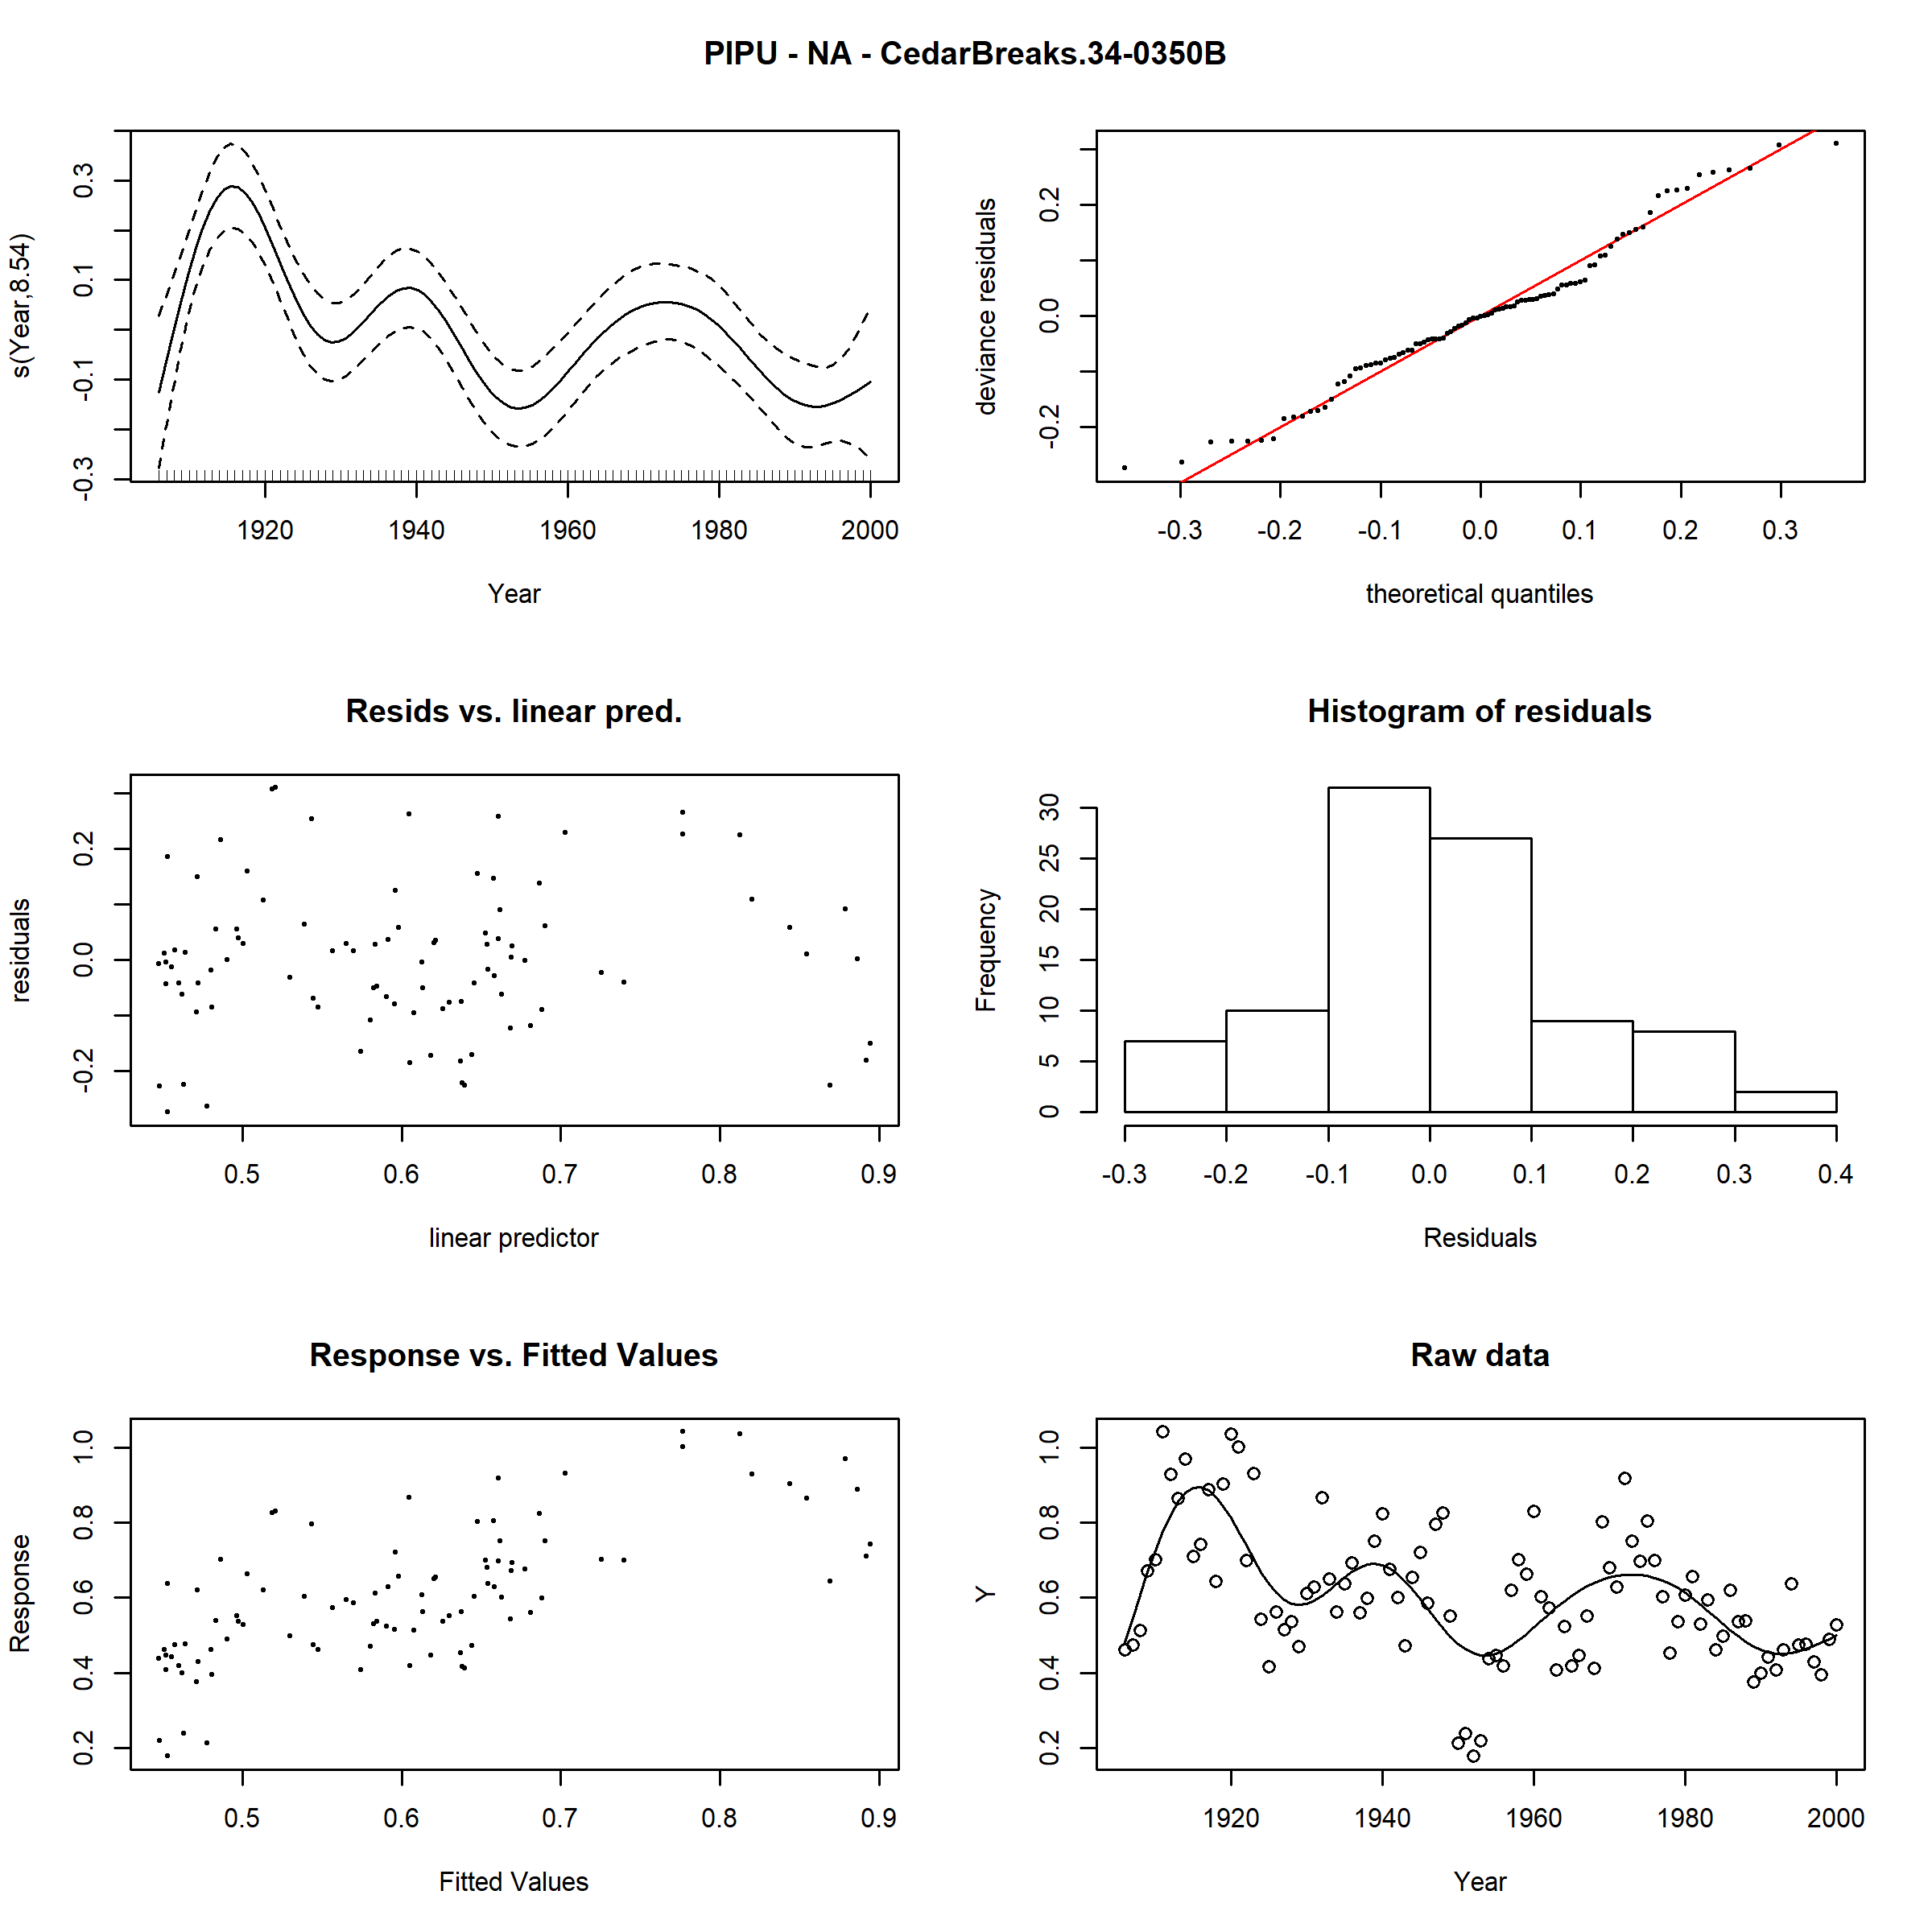 PIPU - NA - CedarBreaks.34-0350B
s(Year,8.54)
-0.3 -0.1 0.1 0.3
1920 1940 1960 1980 2000
Year
deviance residuals
-0.2 0.0 0.2
-0.3 -0.2 -0.1 0.0 0.1 0.2 0.3
theoretical quantiles
Resids vs. linear pred.
residuals
-0.2 0.0 0.2
0.5 0.6 0.7 0.8 0.9
linear predictor
Histogram of residuals
Frequency
0 5 10 15 20 25 30
-0.3 -0.2 -0.1 0.0 0.1 0.2 0.3 0.4
Residuals
Response vs. Fitted Values
Response
0.2 0.4 0.6 0.8 1.0
0.5 0.6 0.7 0.8 0.9
Fitted Values
Raw data
Y
0.2 0.4 0.6 0.8 1.0
1920 1940 1960 1980 2000
Year